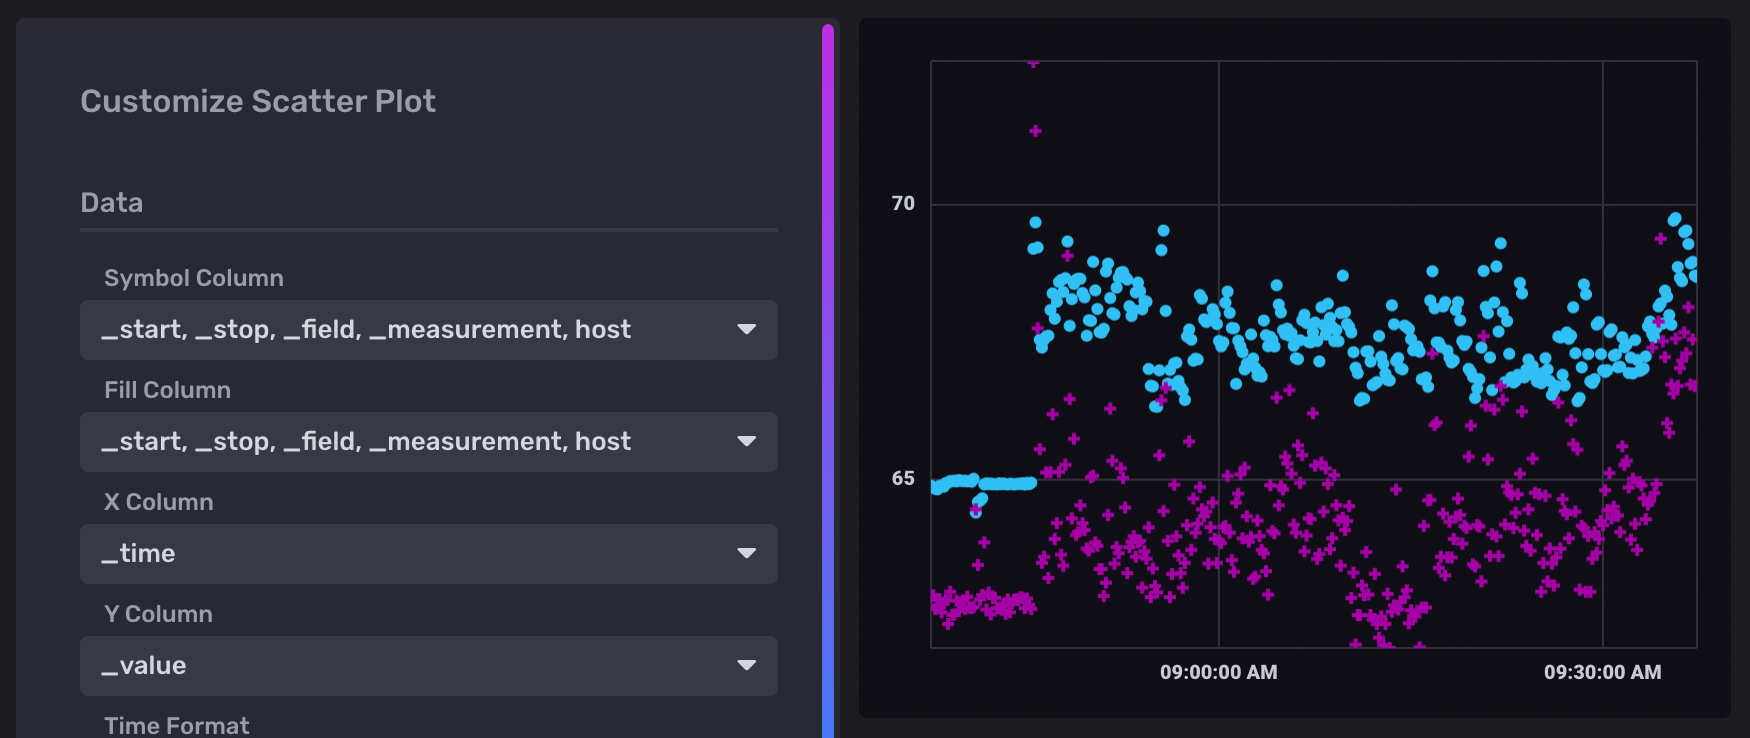 Customize Scatter Plot
Data
Symbol Column
_start, _stop, _field, _measurement, host
Fill Column
_start, _stop, _field, _measurement, host
X Column
_time
Y Column
_value
Time Format
70
65
09:00:00 AM
09:30:00 AM